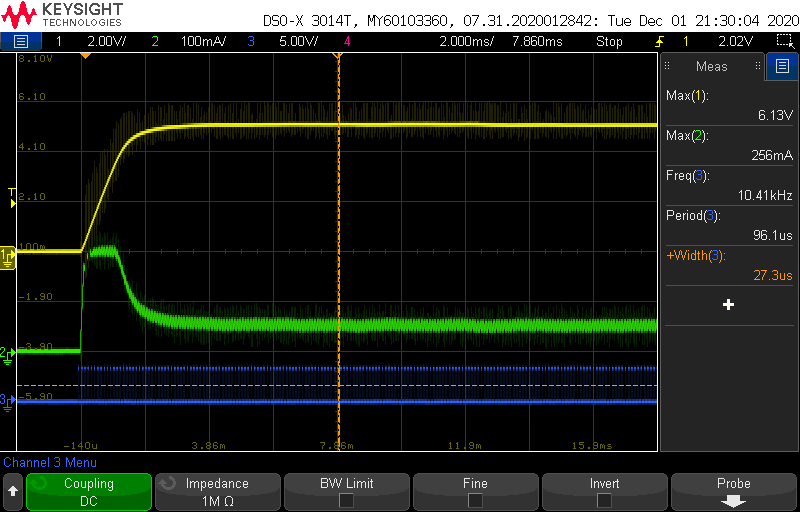 KEYSIGHT
TECHNOLOGIES
DSO-X 3014T, MY60103360, 07.31.2020012842: Tue Dec 01 21:30:04 2020
1 2.00V/ 2 100mA/ 3 5.00V/ 4 2.000ms/ 7.860ms Stop 1 2.02V
8.10V
6.10
4.10
T
2.10
1 100m
-1.90
2 -3.90
3 -5.90
-140u 3.86m 7.86m 11.9m 15.9ms
Meas
Max(1):
6.13V
Max(2):
256mA
Freq(3):
10.41kHz
Period(3):
96.1us
+Width(3):
27.3us
Channel 3 Menu
Coupling
DC
Impedance
1M Ω
BW Limit
Fine
Invert
Probe